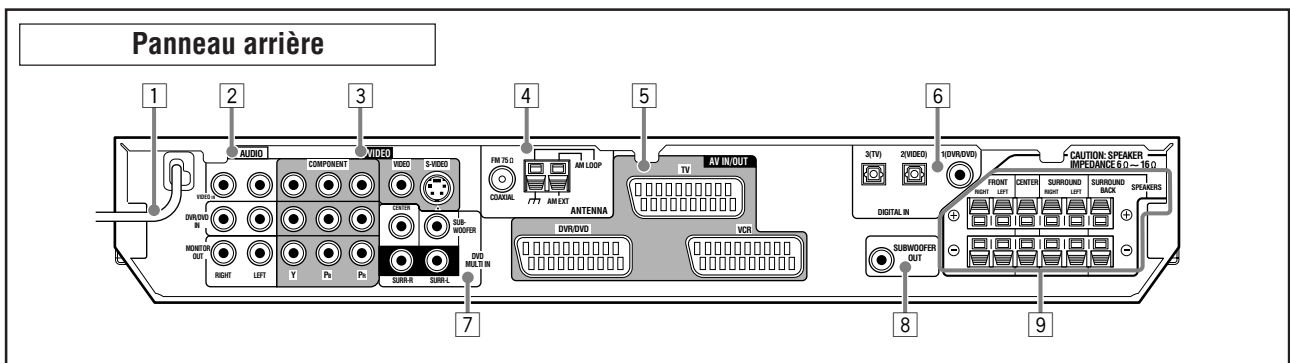 Panneau arrière
1 2 3 4 5 6
AUDIO VIDEO
COMPONENT VIDEO S-VIDEO
VIDEO IN
DVR/DVD
IN
MONITOR
OUT
RIGHT LEFT Y PB PR
CENTER
SUB-
WOOFER
DVD
MULTI IN
SURR-R SURR-L
FM 75 Ω
COAXIAL
AM LOOP
AM EXT
ANTENNA
AV IN/OUT
TV
DVR/DVD VCR
3(TV) 2(VIDEO) 1(DVR/DVD)
DIGITAL IN
SUBWOOFER
OUT
CAUTION: SPEAKER
IMPEDANCE 6 Ω ～ 16 Ω
FRONT CENTER SURROUND SURROUND
BACK SPEAKERS
RIGHT LEFT RIGHT LEFT
+ +
− −
7 8 9